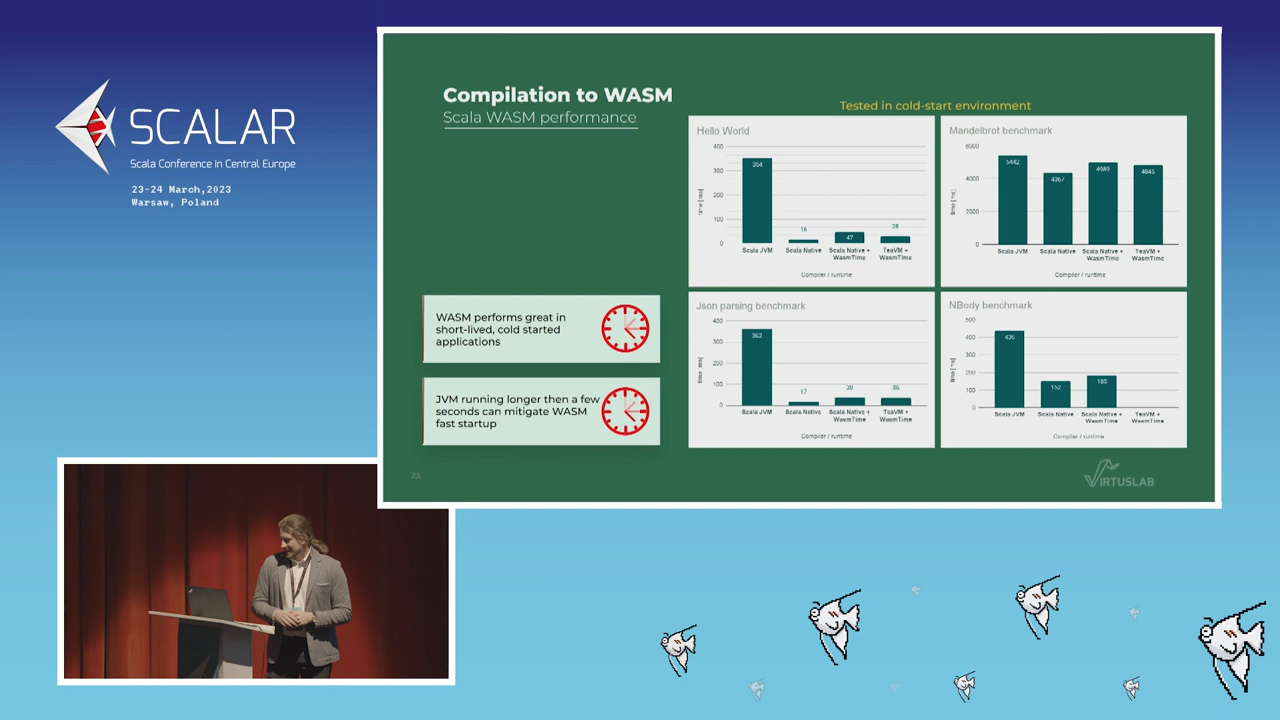 SCALAR
Scala Conference in Central Europe
23-24 March,2023
Warsaw, Poland
Compilation to WASM
Scala WASM performance
Tested in cold-start environment
Hello World
400
300
200
100
0
354
16
47
28
Scala JVM
Scala Native
Scala Native +
WasmTime
TeaVM +
WasmTime
Compiler / runtime
Mandelbrot benchmark
6000
4000
2000
0
5442
4367
4989
4845
Scala JVM
Scala Native
Scala Native +
WasmTime
TeaVM +
WasmTime
Compiler / runtime
WASM performs great in
short-lived, cold started
applications
JVM running longer then a few
seconds can mitigate WASM
fast startup
Json parsing benchmark
400
300
200
100
0
362
17
Scala JVM
Scala Native
Scala Native +
WasmTime
TeaVM +
WasmTime
Compiler / runtime
NBody benchmark
500
400
300
200
100
0
Scala JVM
Scala Native
Scala Native +
WasmTime
TeaVM +
WasmTime
Compiler / runtime
23
VIRTUSLAB